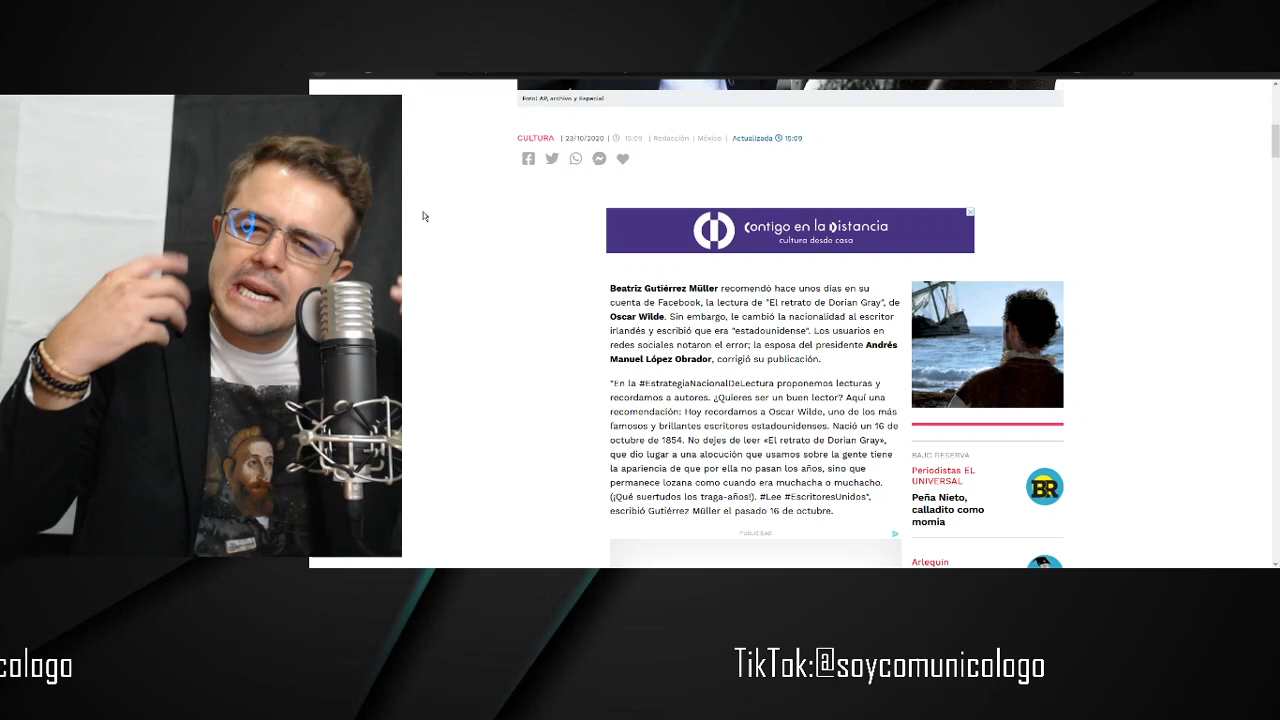 Foto: AP, archivo y Especial
CULTURA | 23/10/2020 | 15:09 | Redacción | México | Actualizada 15:09
Contigo en la Distancia
cultura desde casa
Beatriz Gutiérrez Müller recomendó hace unos días en su
cuenta de Facebook, la lectura de "El retrato de Dorian Gray", de
Oscar Wilde. Sin embargo, le cambió la nacionalidad al escritor
irlandés y escribió que era "estadounidense". Los usuarios en
redes sociales notaron el error; la esposa del presidente Andrés
Manuel López Obrador, corrigió su publicación.
"En la #EstrategiaNacionalDeLectura proponemos lecturas y
recordamos a autores. ¿Quieres ser un buen lector? Aquí una
recomendación: Hoy recordamos a Oscar Wilde, uno de los más
famosos y brillantes escritores estadounidenses. Nació un 16 de
octubre de 1854. No dejes de leer «El retrato de Dorian Gray»,
que dio lugar a una alocución que usamos sobre la gente tiene
la apariencia de que por ella no pasan los años, sino que
permanece lozana como cuando era muchacha o muchacho.
(¡Qué suertudos los traga-años!). #Lee #EscritoresUnidos",
escribió Gutiérrez Müller el pasado 16 de octubre.
PUBLICIDAD
BAJO RESERVA
Periodistas EL
UNIVERSAL
Peña Nieto,
calladito como
momia
BR
Arlequín
cologo
TikTok:@soycomunicologo